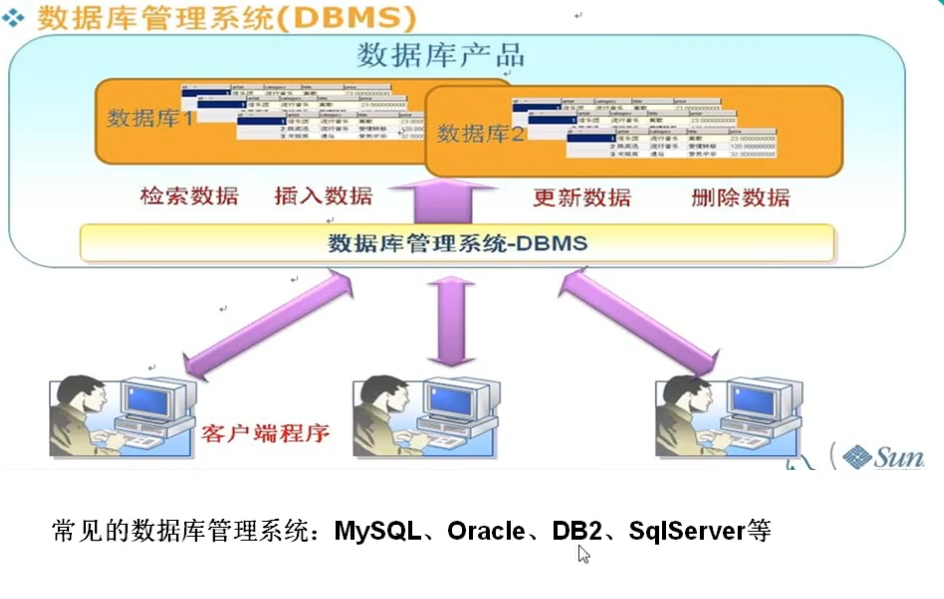 数据库管理系统(DBMS)
数据库产品
数据库1
数据库2
检索数据 插入数据 更新数据 删除数据
数据库管理系统-DBMS
客户端程序
Sun
常见的数据库管理系统：MySQL、Oracle、DB2、SqlServer等